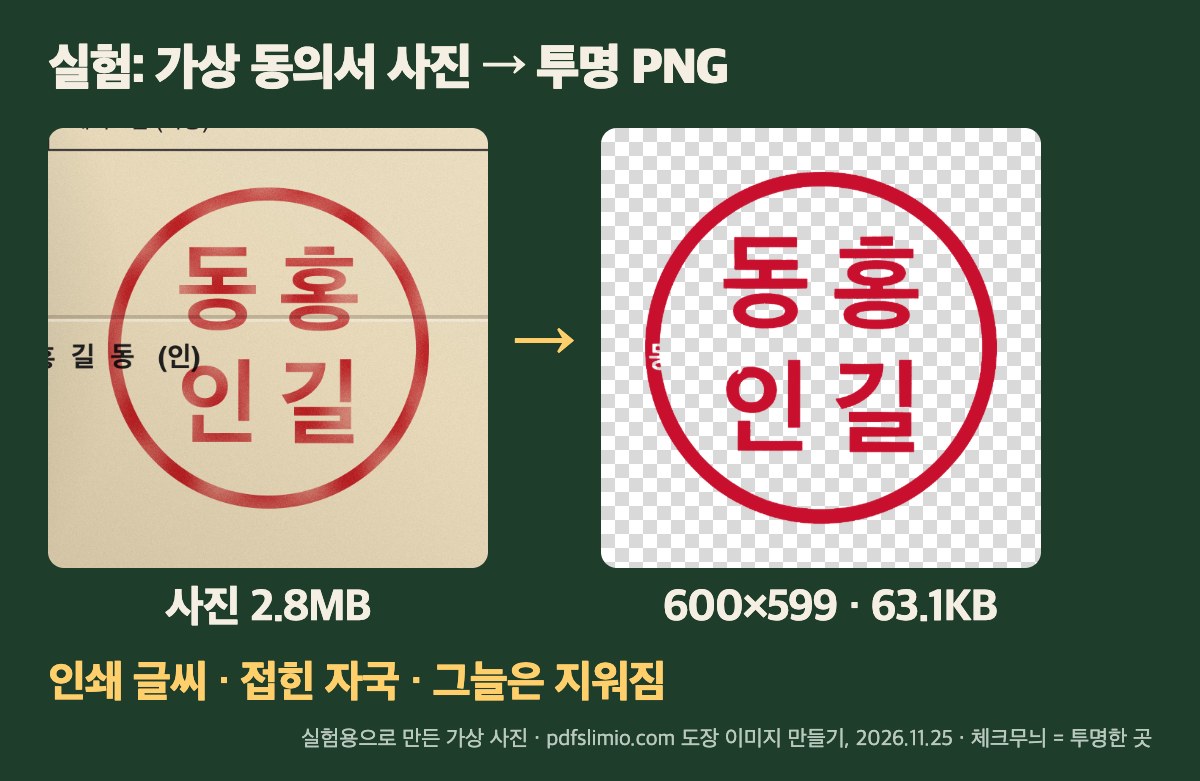 실험: 가상 동의서 사진 → 투명 PNG
동홍
길 동 (인)
인길
동홍
인길
사진 2.8MB
→
600×599 · 63.1KB
인쇄 글씨 · 접힌 자국 · 그늘은 지워짐
실험용으로 만든 가상 사진 · pdfslimio.com 도장 이미지 만들기, 2026.11.25 · 체크무늬 = 투명한 곳